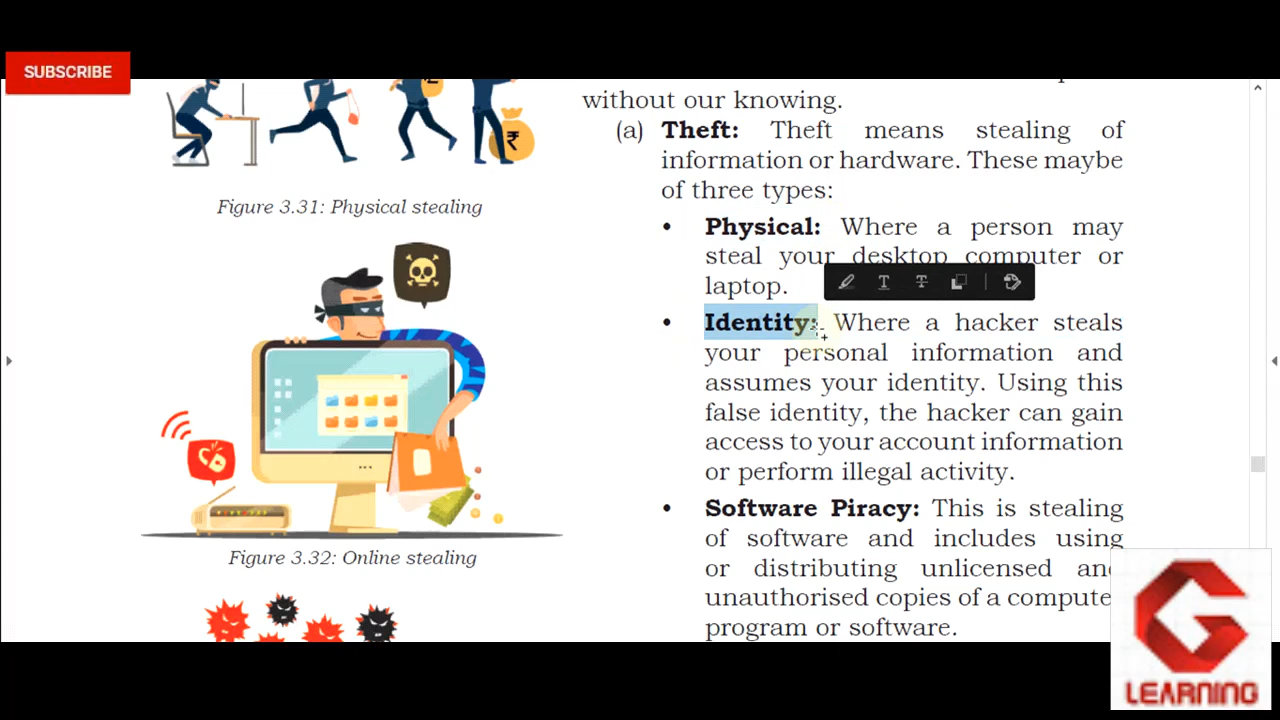 SUBSCRIBE
without our knowing.
(a) Theft: Theft means stealing of
information or hardware. These maybe
of three types:
Figure 3.31: Physical stealing
• Physical: Where a person may
steal your desktop computer or
laptop.
• Identity: Where a hacker steals
your personal information and
assumes your identity. Using this
false identity, the hacker can gain
access to your account information
or perform illegal activity.
• Software Piracy: This is stealing
of software and includes using
or distributing unlicensed and
unauthorised copies of a compute
program or software.
Figure 3.32: Online stealing
LEARNING